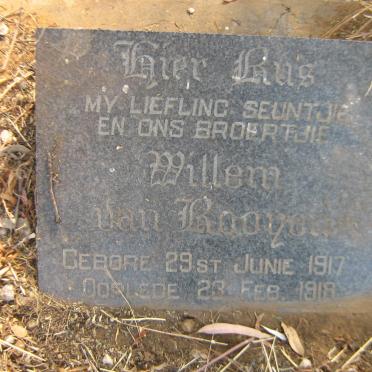 Hier Rus
MY LIEFLING SEUNTJIE
EN ONS BROERTJIE
Willem
van Rooyen
GEBORE 29ST JUNIE 1917
OORLEDE 23 FEB. 1918